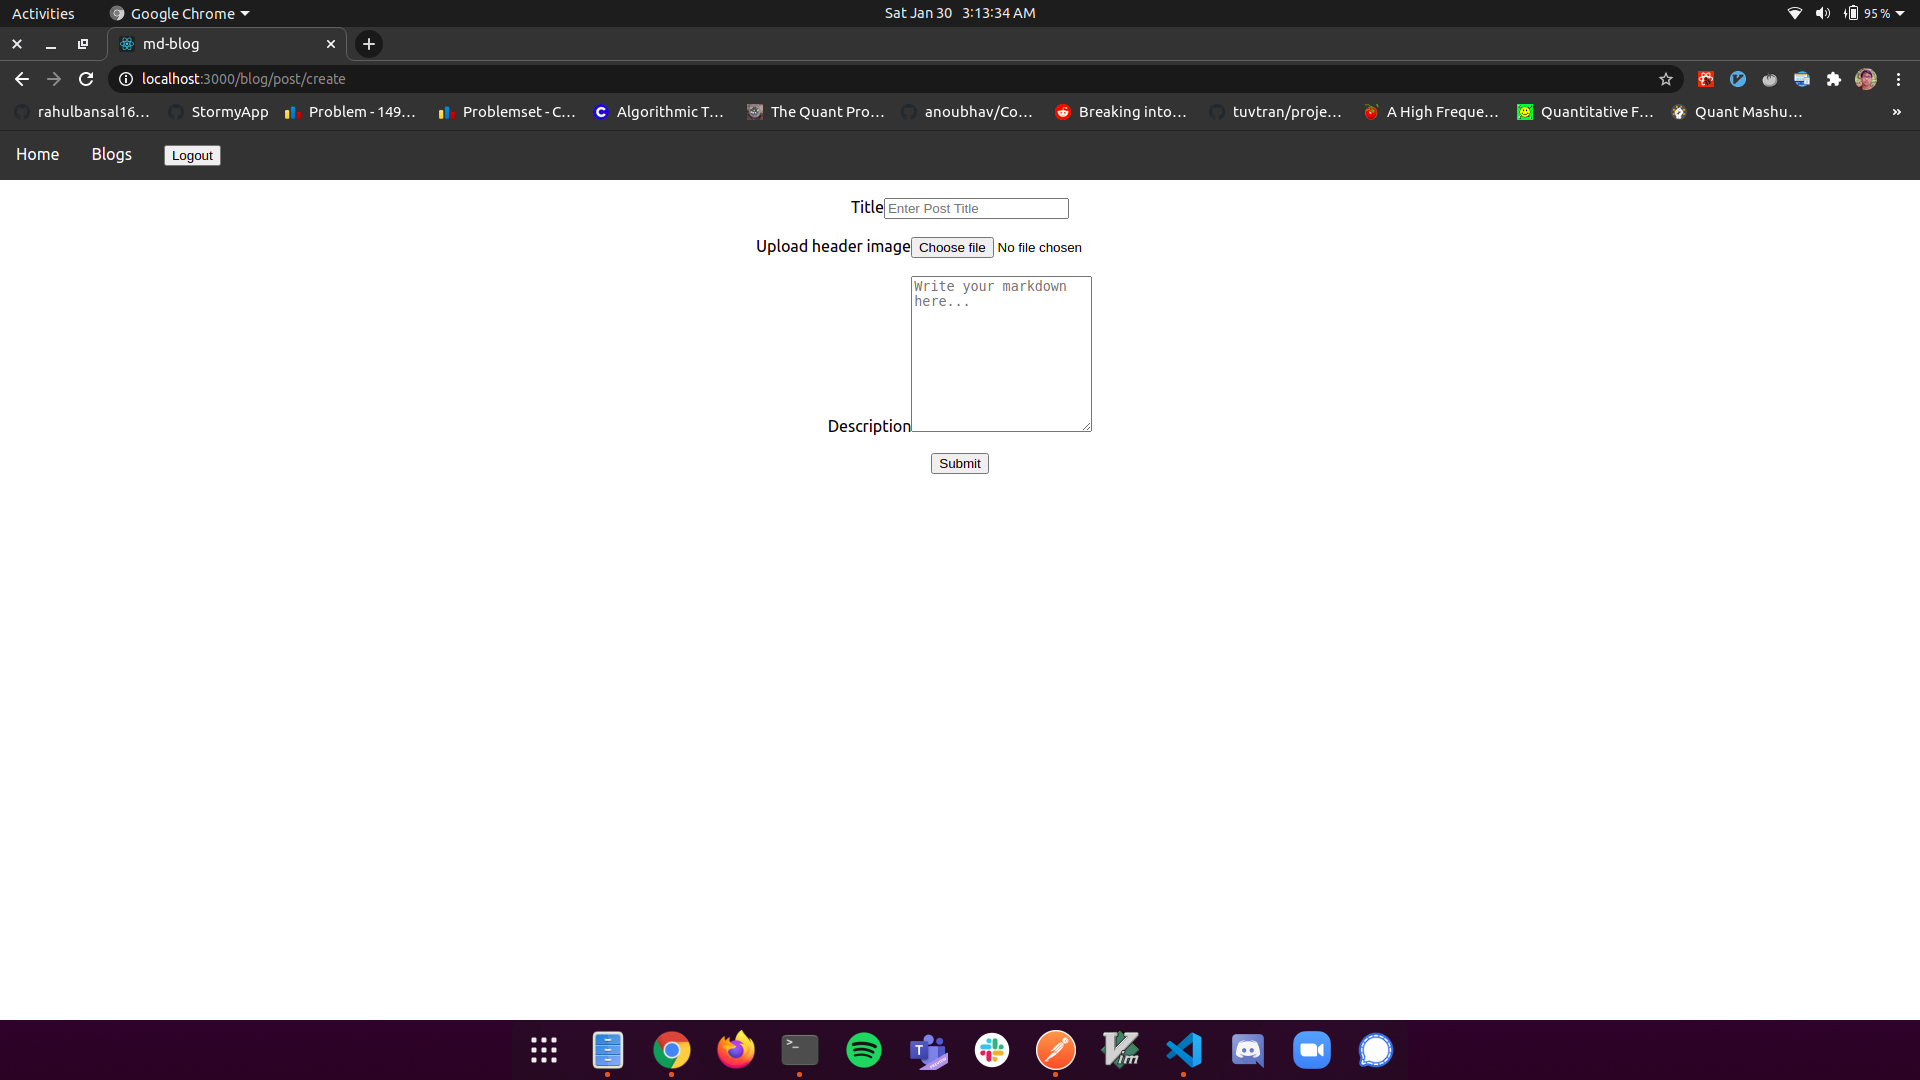 Activities Google Chrome Sat Jan 30 3:13:34 AM 95 %
md-blog
localhost:3000/blog/post/create
rahulbansal16… StormyApp Problem - 149… Problemset - C… Algorithmic T… The Quant Pro… anoubhav/Co… Breaking into… tuvtran/proje… A High Freque… Quantitative F… Quant Mashu… »
Home Blogs Logout
Title Enter Post Title
Upload header image Choose file No file chosen
Write your markdown
here...
Description
Submit